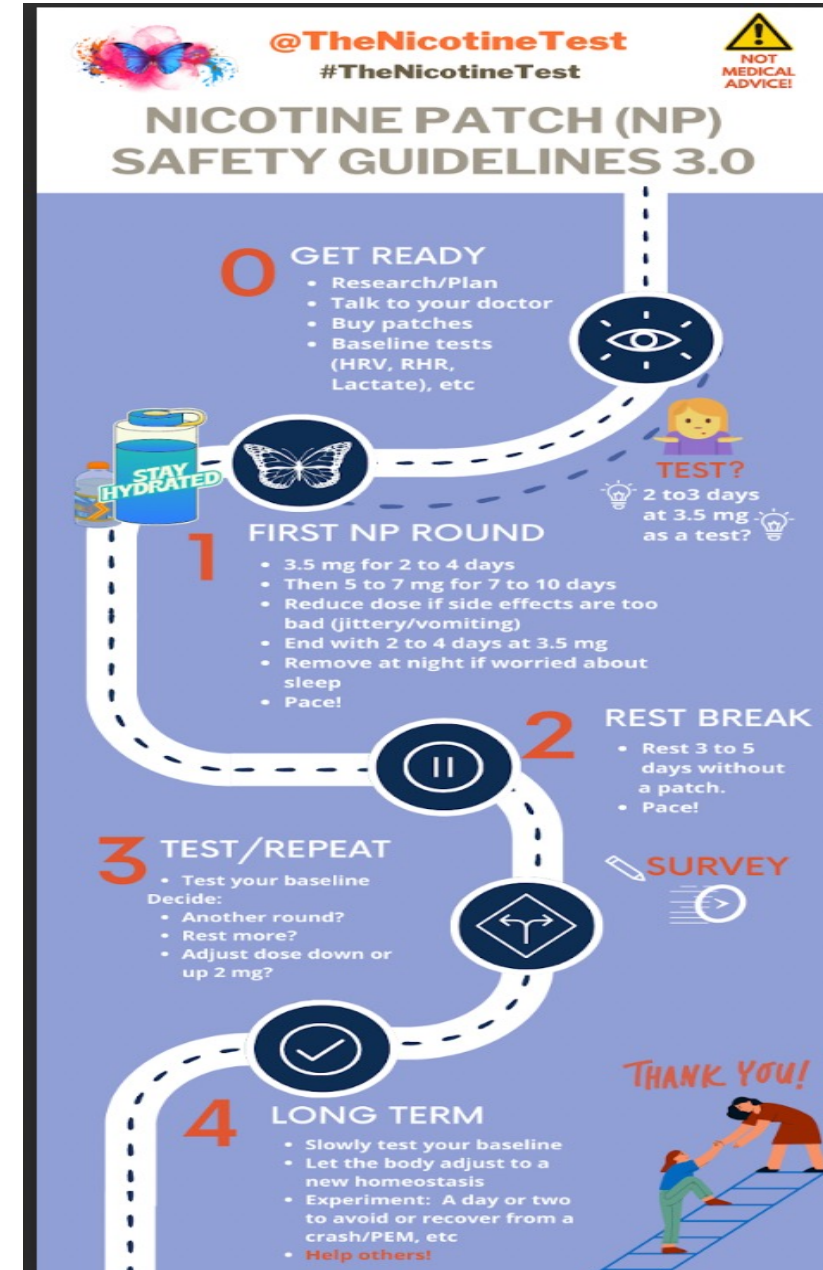 @TheNicotineTest
#TheNicotineTest
NOT
MEDICAL
ADVICE!
NICOTINE PATCH (NP)
SAFETY GUIDELINES 3.0
0
GET READY
• Research/Plan
• Talk to your doctor
• Buy patches
• Baseline tests
(HRV, RHR,
Lactate), etc
STAY
HYDRATED
TEST?
2 to3 days
at 3.5 mg
as a test?
1
FIRST NP ROUND
• 3.5 mg for 2 to 4 days
• Then 5 to 7 mg for 7 to 10 days
• Reduce dose if side effects are too
bad (jittery/vomiting)
• End with 2 to 4 days at 3.5 mg
• Remove at night if worried about
sleep
• Pace!
2
REST BREAK
• Rest 3 to 5
days without
a patch.
• Pace!
3
TEST/REPEAT
• Test your baseline
Decide:
• Another round?
• Rest more?
• Adjust dose down or
up 2 mg?
SURVEY
4
LONG TERM
• Slowly test your baseline
• Let the body adjust to a
new homeostasis
• Experiment: A day or two
to avoid or recover from a
crash/PEM, etc
• Help others!
THANK YOU!